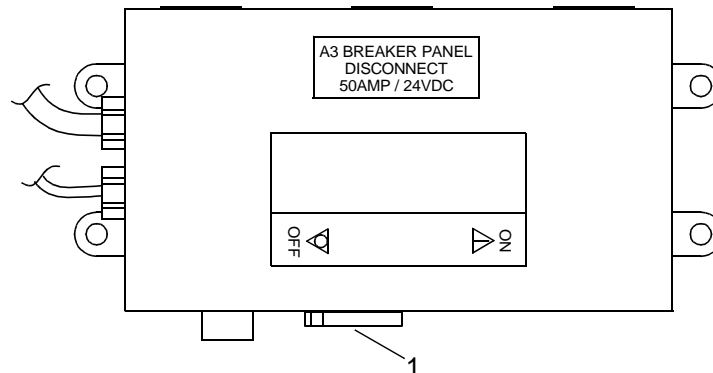 A3 BREAKER PANEL
DISCONNECT
50AMP / 24VDC
OFF
ON
1